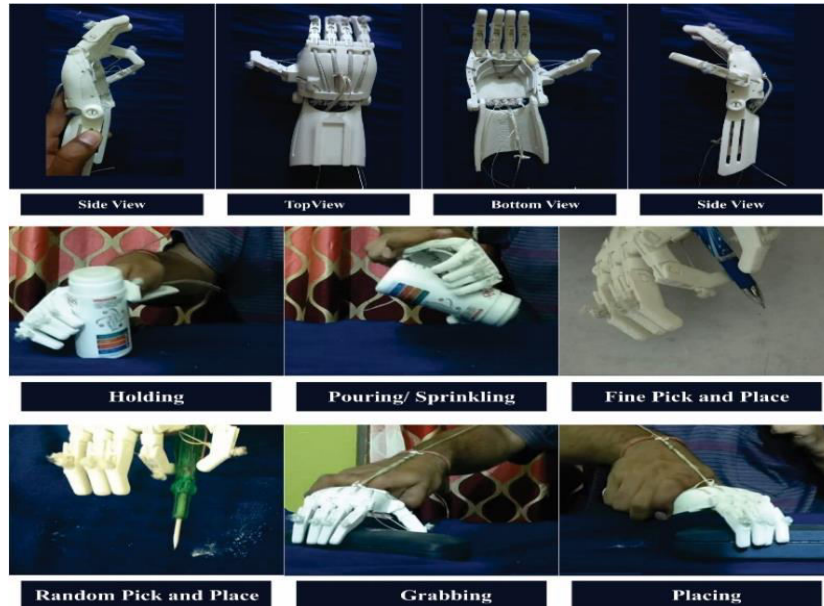 Side View
TopView
Bottom View
Side View
Holding
Pouring/ Sprinkling
Fine Pick and Place
Random Pick and Place
Grabbing
Placing